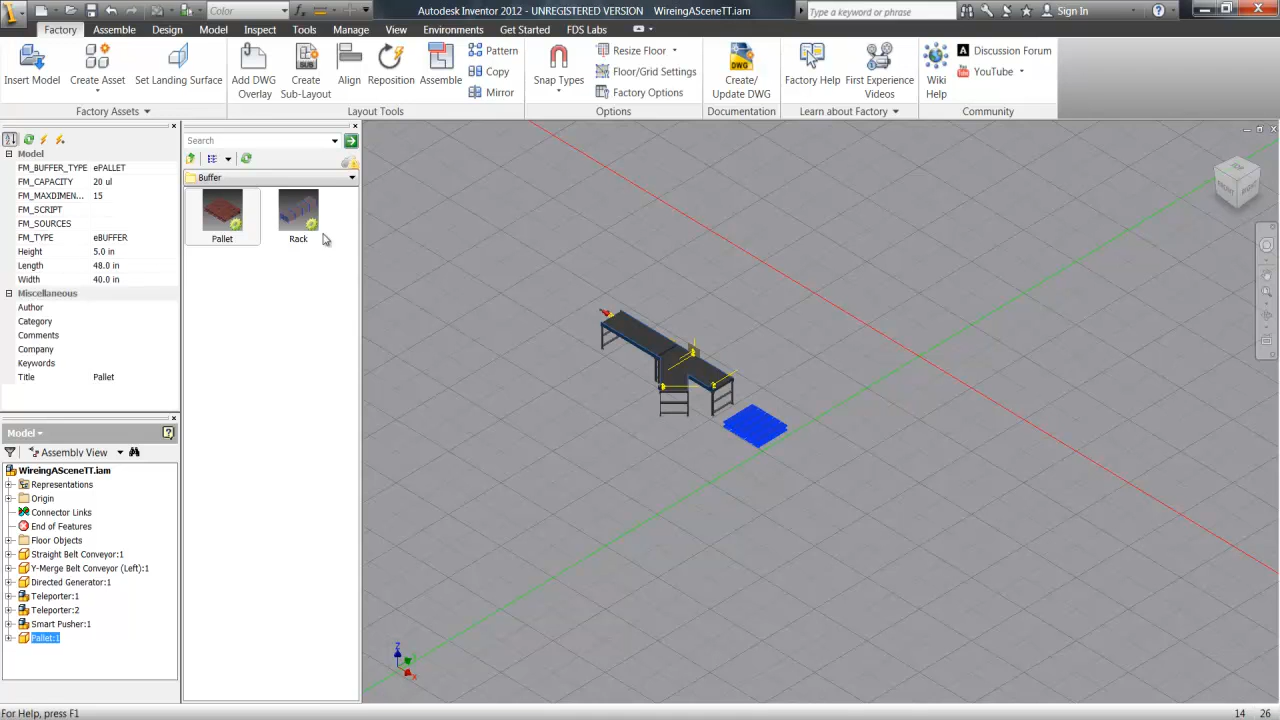 Color
Autodesk Inventor 2012 - UNREGISTERED VERSION WireingASceneTT.iam
Type a keyword or phrase
Sign In
Factory Assemble Design Model Inspect Tools Manage View Environments Get Started FDS Labs
Insert Model
Create Asset
Set Landing Surface
Factory Assets
Add DWG
Overlay
Create
Sub-Layout
Align
Reposition
Assemble
Pattern
Copy
Mirror
Layout Tools
Snap Types
Resize Floor
Floor/Grid Settings
Factory Options
Options
DWG
Create/
Update DWG
Documentation
Factory Help
First Experience
Videos
Learn about Factory
Wiki
Help
Discussion Forum
YouTube
Community
Model
FM_BUFFER_TYPE ePALLET
FM_CAPACITY 20 ul
FM_MAXDIMEN... 15
FM_SCRIPT
FM_SOURCES
FM_TYPE eBUFFER
Height 5.0 in
Length 48.0 in
Width 40.0 in
Miscellaneous
Author
Category
Comments
Company
Keywords
Title Pallet
Search
Buffer
Pallet
Rack
TOP
FRONT
RIGHT
Model
Assembly View
WireingASceneTT.iam
Representations
Origin
Connector Links
End of Features
Floor Objects
Straight Belt Conveyor:1
Y-Merge Belt Conveyor (Left):1
Directed Generator:1
Teleporter:1
Teleporter:2
Smart Pusher:1
Pallet:1
Z
X
For Help, press F1
14 26